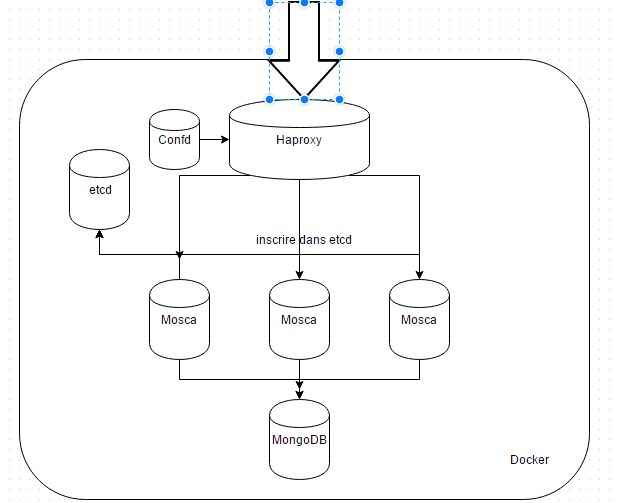 Confd
Haproxy
etcd
inscrire dans etcd
Mosca
Mosca
Mosca
MongoDB
Docker